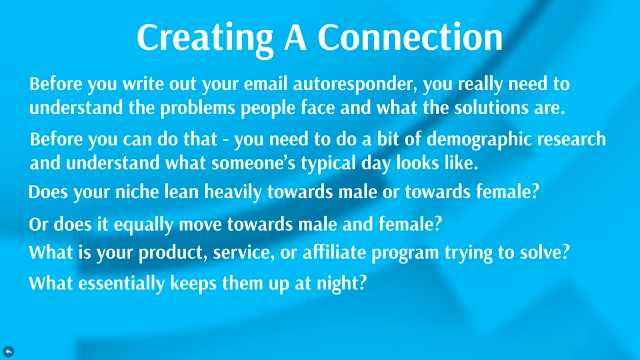 Creating A Connection
Before you write out your email autoresponder, you really need to
understand the problems people face and what the solutions are.
Before you can do that - you need to do a bit of demographic research
and understand what someone’s typical day looks like.
Does your niche lean heavily towards male or towards female?
Or does it equally move towards male and female?
What is your product, service, or affiliate program trying to solve?
What essentially keeps them up at night?